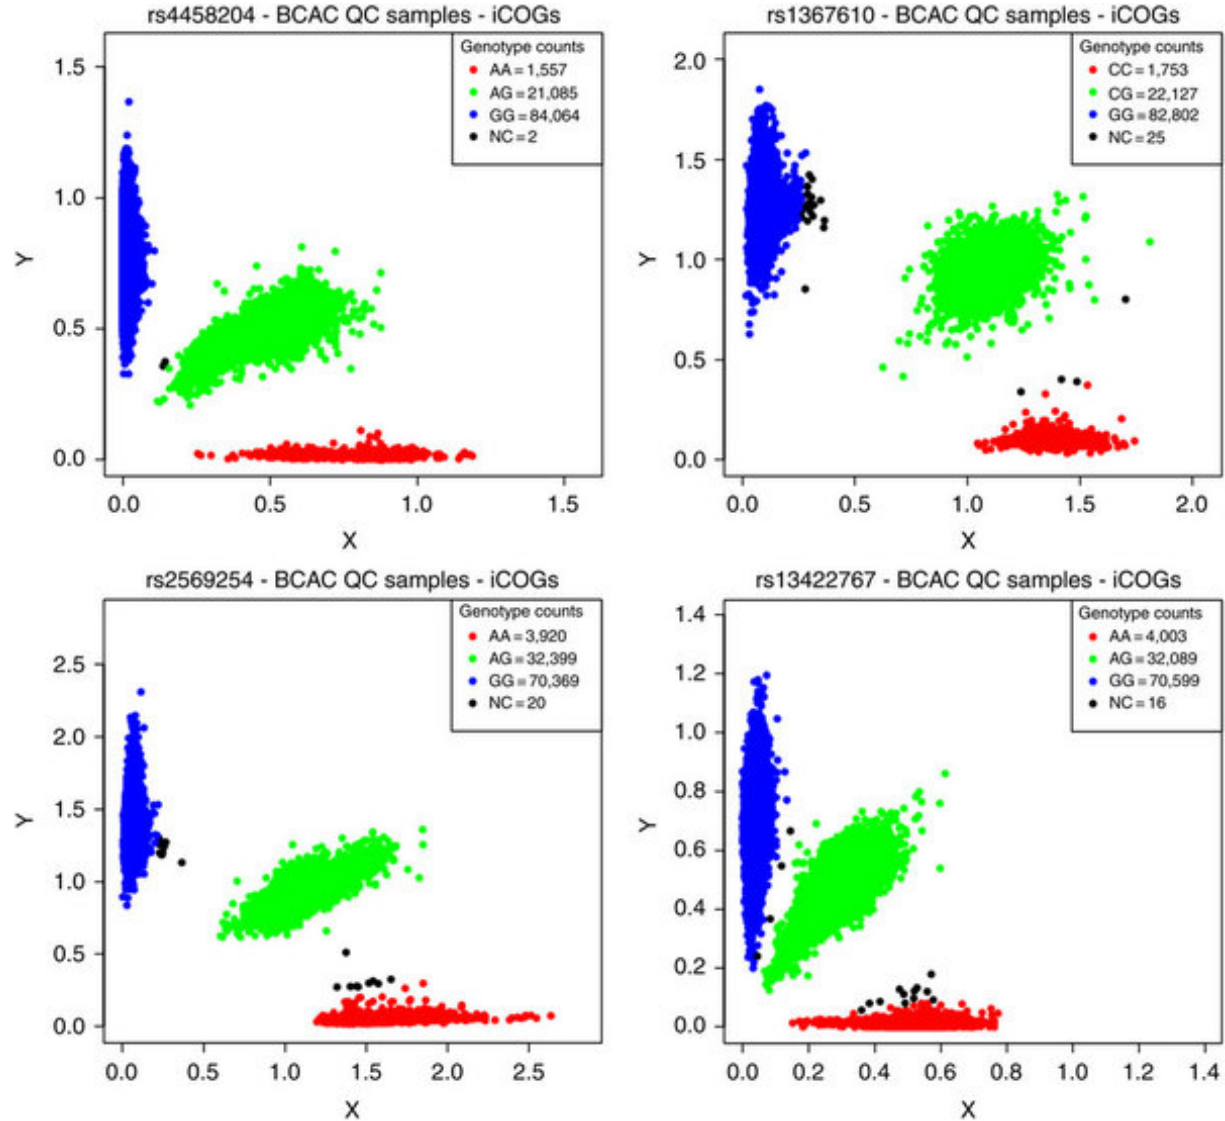 rs4458204 - BCAC QC samples - iCOGs
Genotype counts
AA = 1,557
AG = 21,085
GG = 84,064
NC = 2
1.5
1.0
0.5
0.0
Y
0.0 0.5 1.0 1.5
X
rs1367610 - BCAC QC samples - iCOGs
Genotype counts
CC = 1,753
CG = 22,127
GG = 82,802
NC = 25
2.0
1.5
1.0
0.5
0.0
Y
0.0 0.5 1.0 1.5 2.0
X
rs2569254 - BCAC QC samples - iCOGs
Genotype counts
AA = 3,920
AG = 32,399
GG = 70,369
NC = 20
2.5
2.0
1.5
1.0
0.5
0.0
Y
0.0 0.5 1.0 1.5 2.0 2.5
X
rs13422767 - BCAC QC samples - iCOGs
Genotype counts
AA = 4,003
AG = 32,089
GG = 70,599
NC = 16
1.4
1.2
1.0
0.8
0.6
0.4
0.2
0.0
Y
0.0 0.2 0.4 0.6 0.8 1.0 1.2 1.4
X